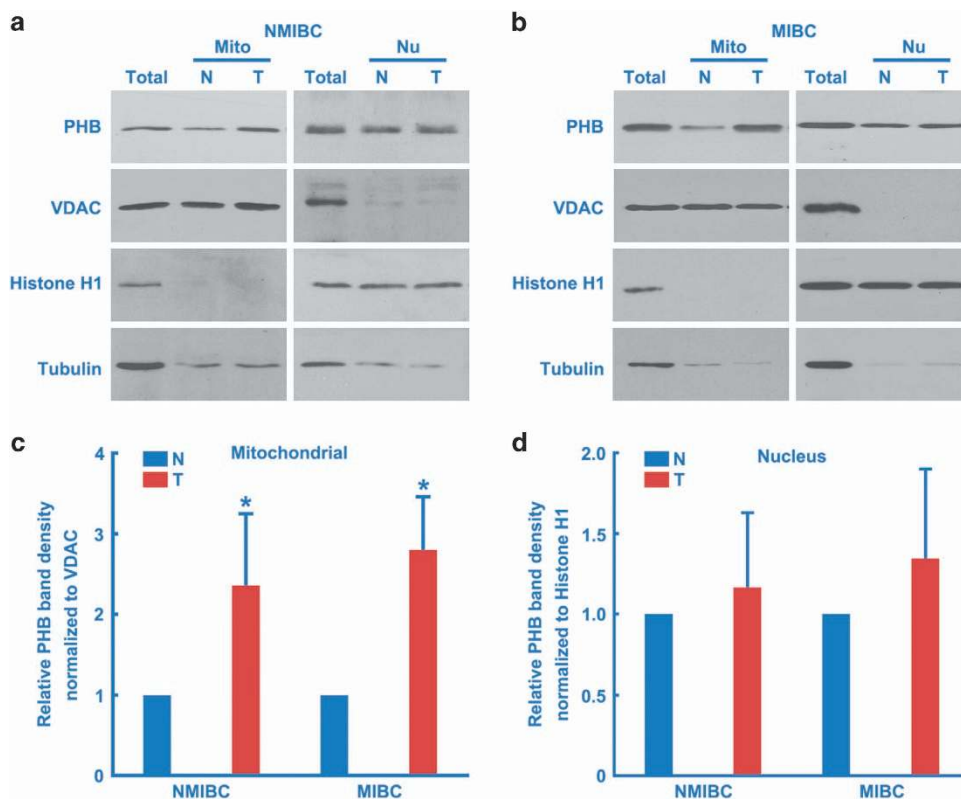 a
NMIBC
Mito Nu
Total N T Total N T
PHB
VDAC
Histone H1
Tubulin
b
MIBC
Mito Nu
Total N T Total N T
PHB
VDAC
Histone H1
Tubulin
c
Mitochondrial
N
T
Relative PHB band density
normalized to VDAC
4
3
2
1
0
* *
NMIBC MIBC
d
Nucleus
N
T
Relative PHB band density
normalized to Histone H1
2.0
1.5
1.0
0.5
0
NMIBC MIBC